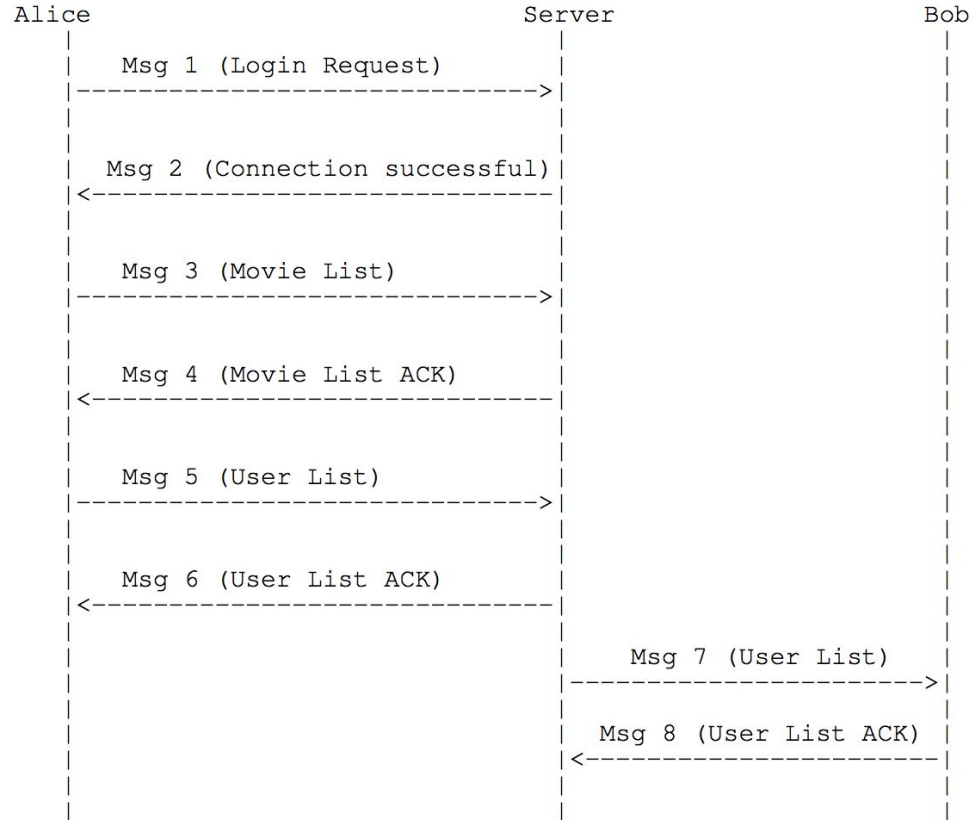 Alice Server Bob
Msg 1 (Login Request)
Msg 2 (Connection successful)
Msg 3 (Movie List)
Msg 4 (Movie List ACK)
Msg 5 (User List)
Msg 6 (User List ACK)
Msg 7 (User List)
Msg 8 (User List ACK)